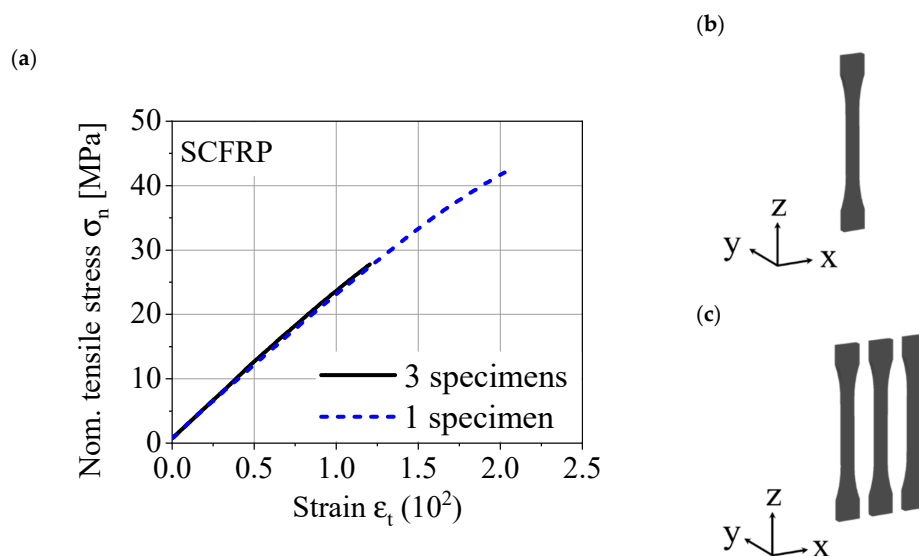 (a)
Nom. tensile stress σn [MPa]
50
40
30
20
10
0
SCFRP
3 specimens
1 specimen
0.0 0.5 1.0 1.5 2.0 2.5
Strain εt (10²)
(b)
z
y
x
(c)
z
y
x